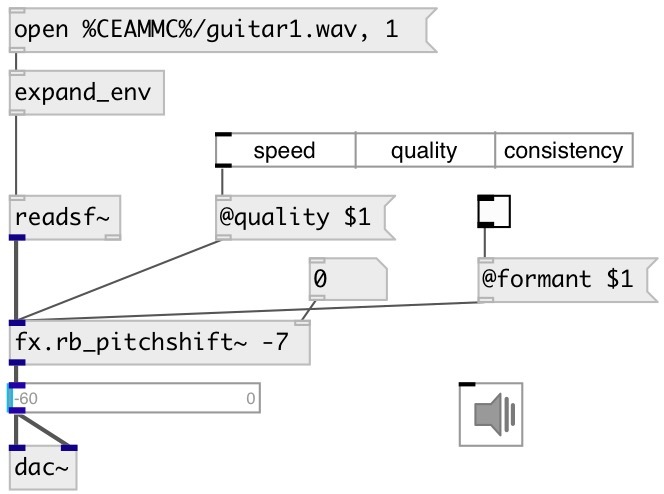 open %CEAMMC%/guitar1.wav, 1
expand_env
speed quality consistency
readsf~
@quality $1
0
@formant $1
fx.rb_pitchshift~ -7
-60 0
dac~